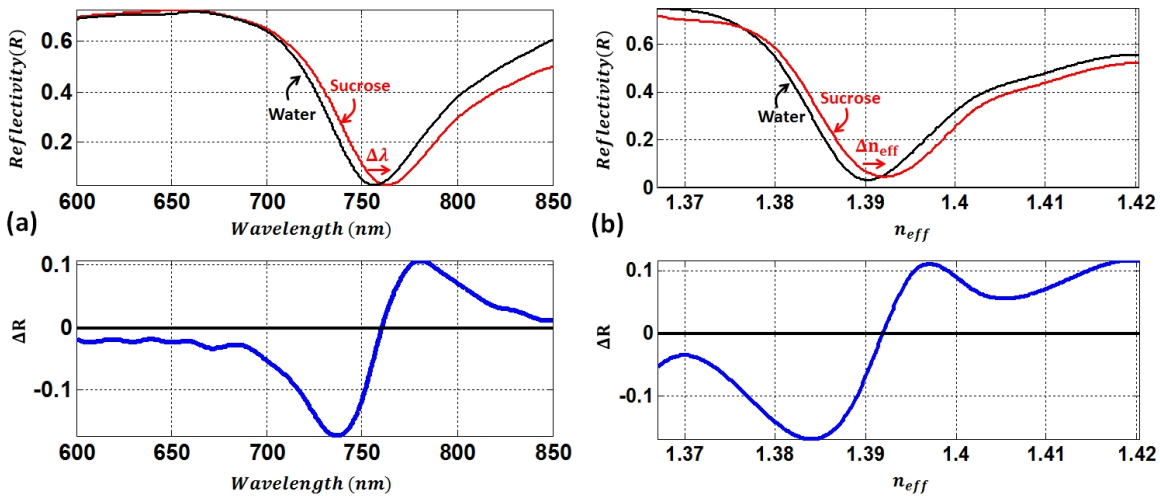 Reflectivity(R)
0.6
0.4
0.2
Water
Sucrose
Δλ
600 650 700 750 800 850
Wavelength (nm)
(a)
Reflectivity(R)
0.6
0.4
0.2
0
Water
Sucrose
Δn_eff
1.37 1.38 1.39 1.4 1.41 1.42
n_eff
(b)
ΔR
0.1
0
-0.1
600 650 700 750 800 850
Wavelength (nm)
ΔR
0.1
0
-0.1
1.37 1.38 1.39 1.4 1.41 1.42
n_eff